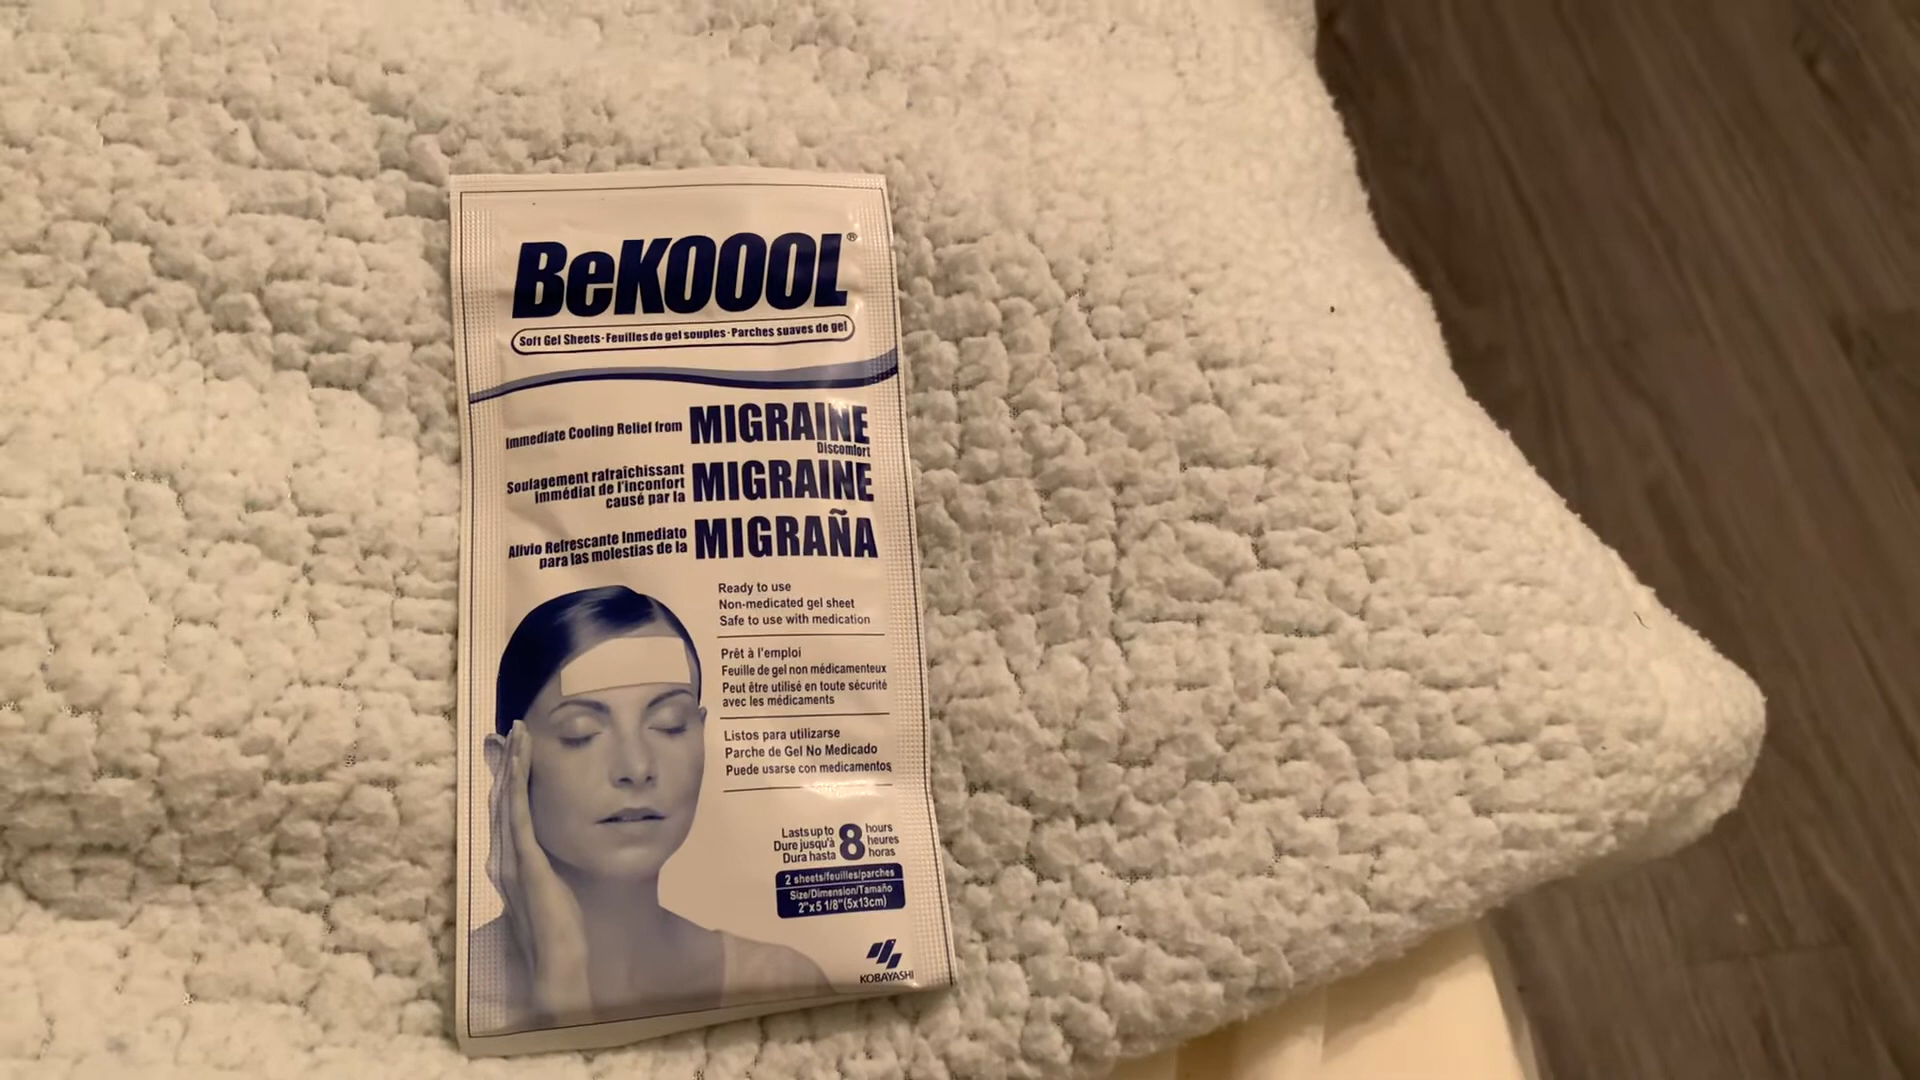 BeKOOOL®
Soft Gel Sheets·Feuilles de gel souples·Parches suaves de gel
Immediate Cooling Relief from MIGRAINE
Discomfort
Soulagement rafraîchissant
immédiat de l'inconfort
causé par la MIGRAINE
Alivio Refrescante Inmediato
para las molestias de la MIGRAÑA
Ready to use
Non-medicated gel sheet
Safe to use with medication
Prêt à l'emploi
Feuille de gel non médicamenteux
Peut être utilisé en toute sécurité
avec les médicaments
Listos para utilizarse
Parche de Gel No Medicado
Puede usarse con medicamentos
Lasts up to 8 hours
Dure jusqu'à heures
Dura hasta horas
2 sheets/feuilles/parches
Size/Dimension/Tamaño
2"x5 1/8"(5x13cm)
KOBAYASHI